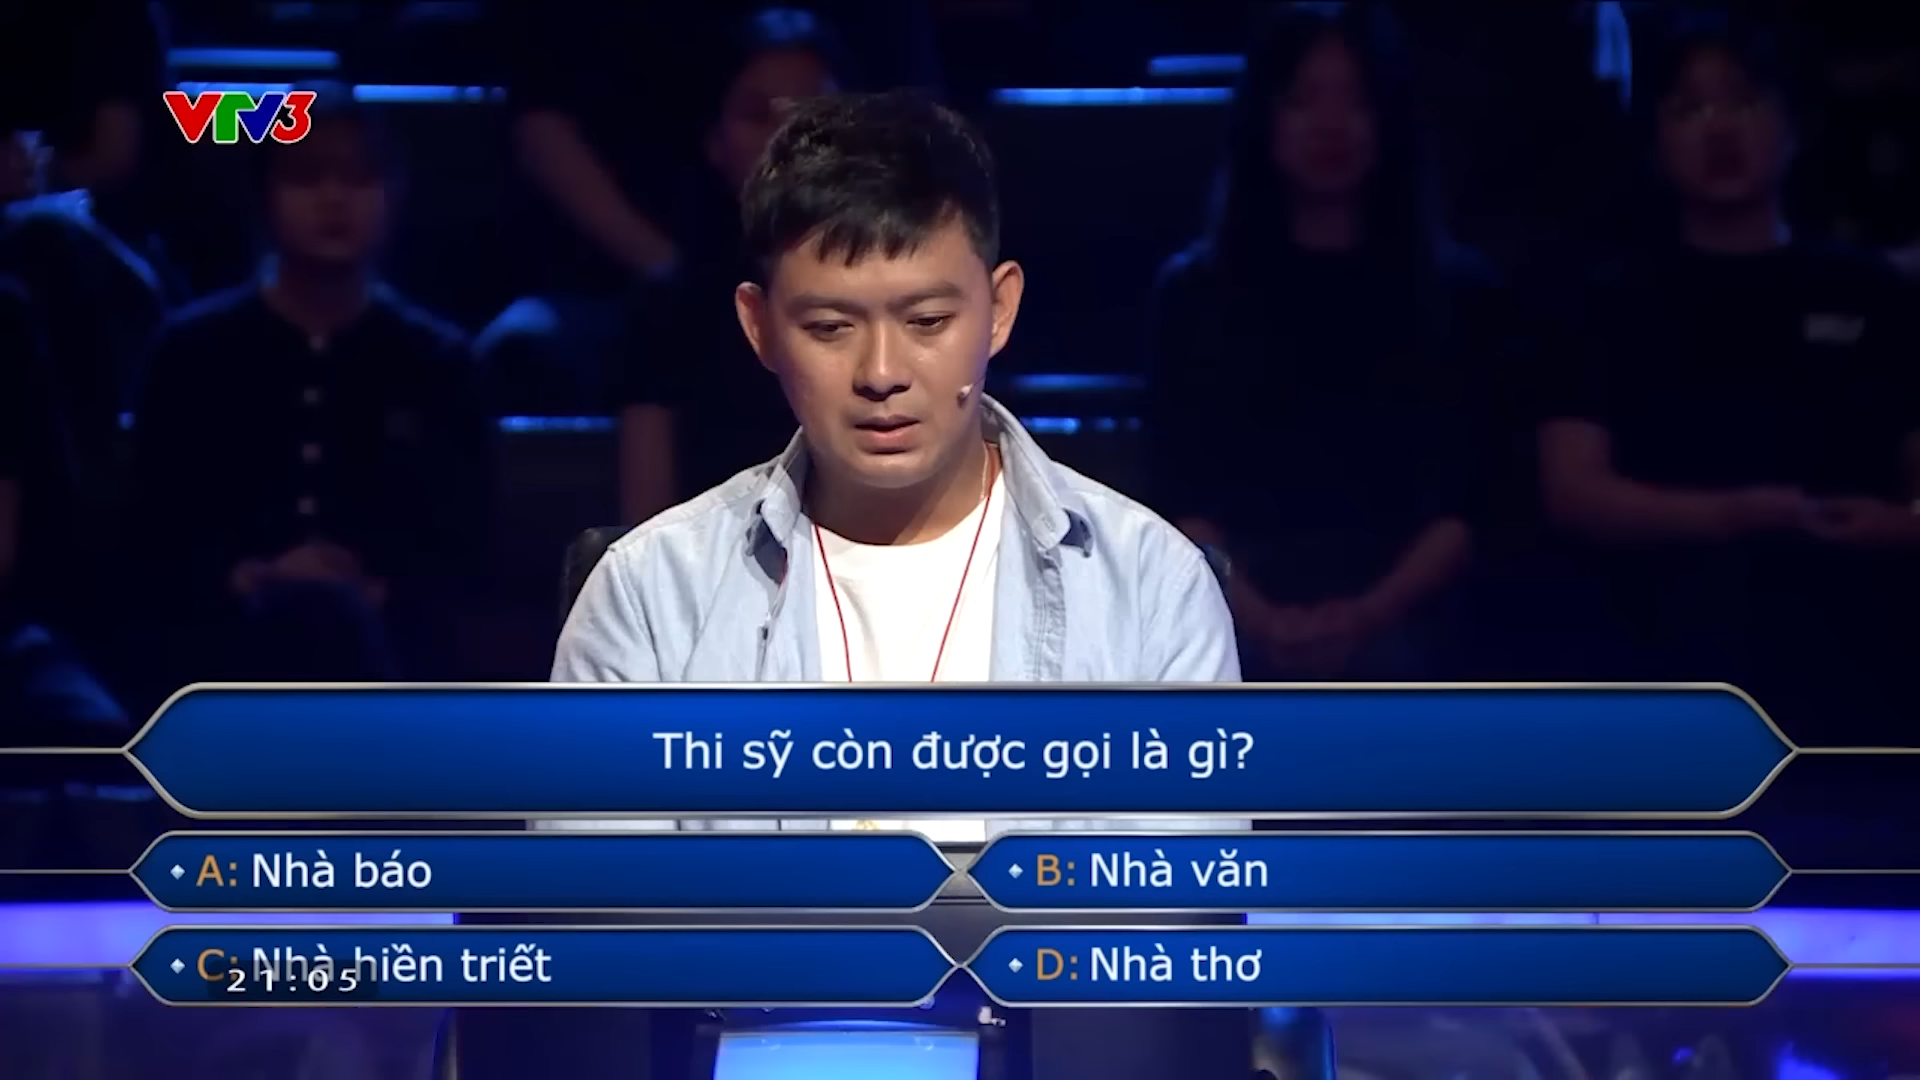 VTV3
Thi sỹ còn được gọi là gì?
A: Nhà báo
B: Nhà văn
C: Nhà hiền triết
D: Nhà thơ
21:05